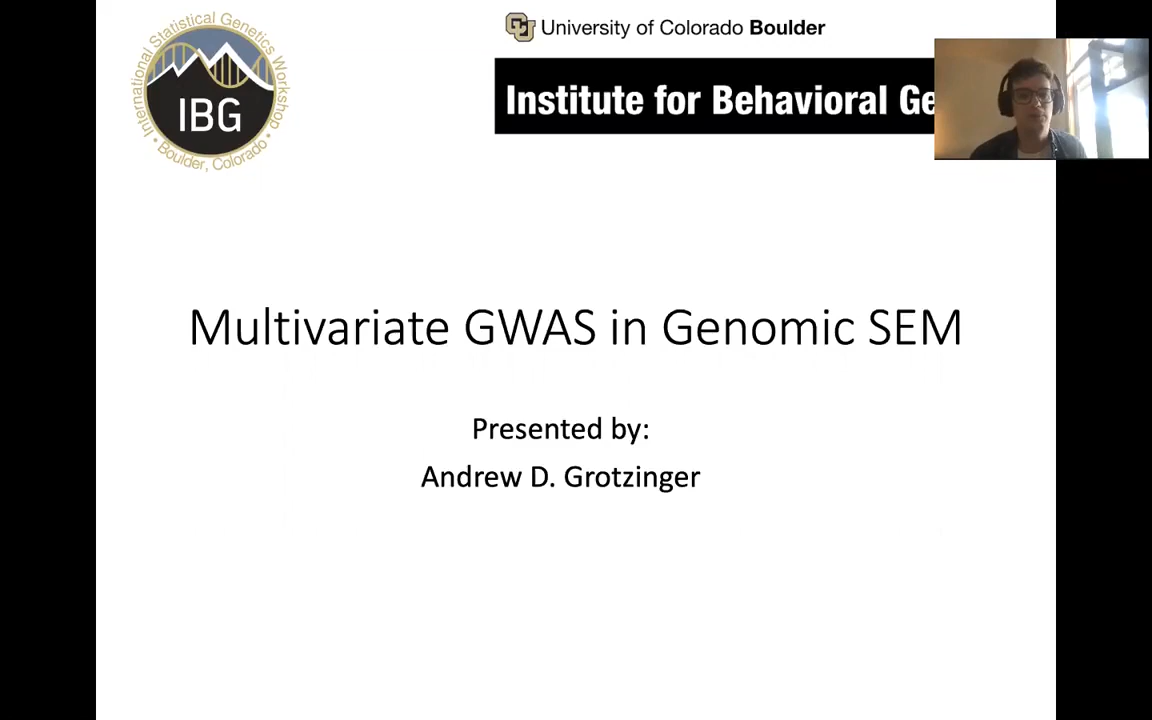 International Statistical Genetics Workshop
• Boulder, Colorado •
IBG
CU University of Colorado Boulder
Institute for Behavioral Ge
Multivariate GWAS in Genomic SEM
Presented by:
Andrew D. Grotzinger